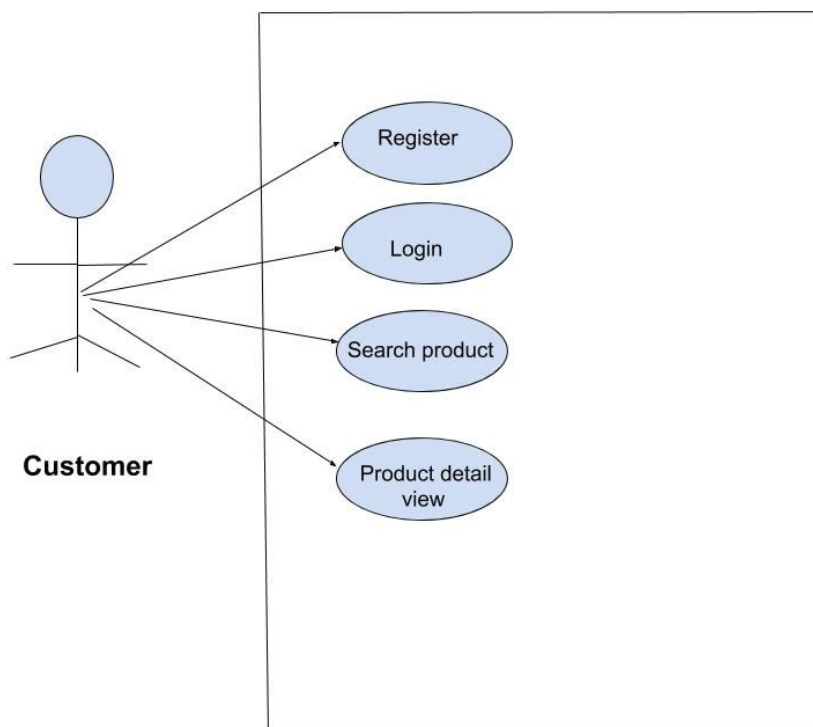 Register
Login
Search product
Customer
Product detail
view